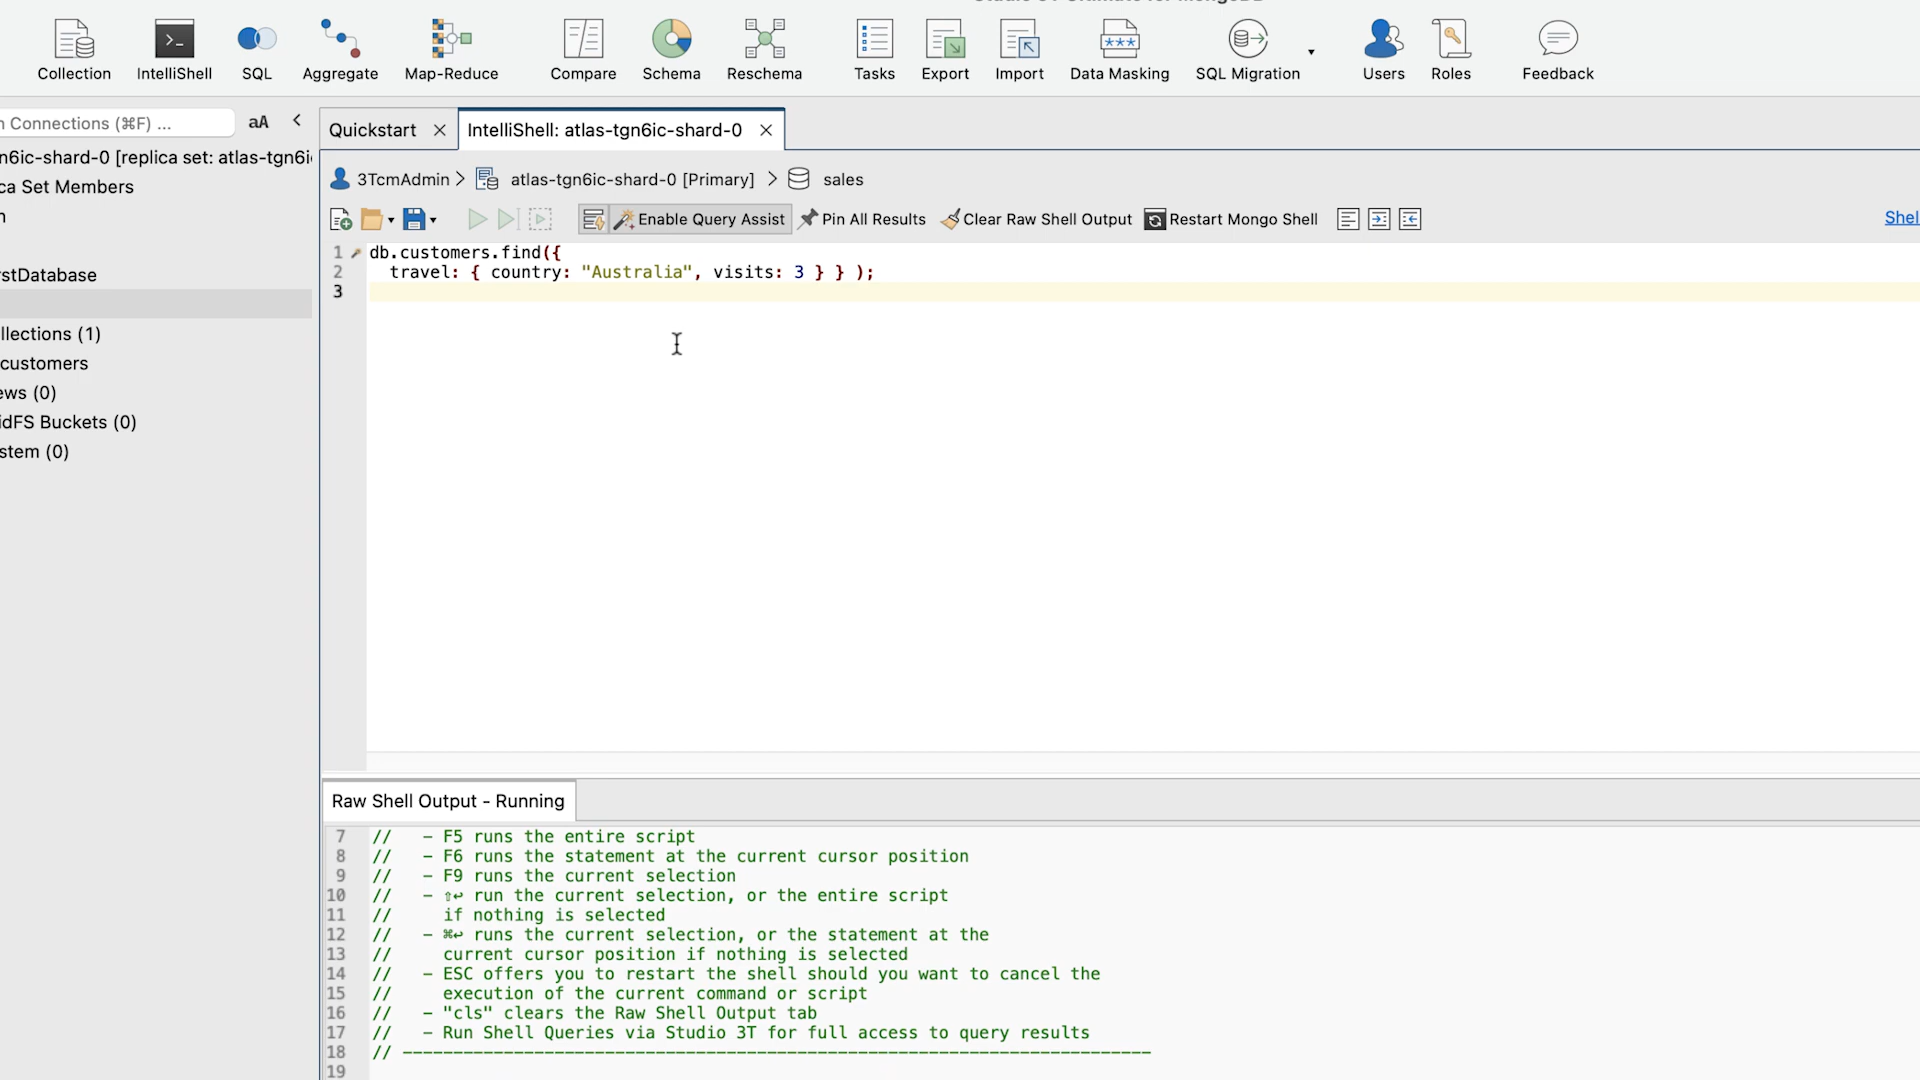 Collection IntelliShell SQL Aggregate Map-Reduce Compare Schema Reschema Tasks Export Import Data Masking SQL Migration Users Roles Feedback
n Connections (⌘F) ... aA
Quickstart IntelliShell: atlas-tgn6ic-shard-0
n6ic-shard-0 [replica set: atlas-tgn6i
ca Set Members
n
rstDatabase
llections (1)
customers
ews (0)
idFS Buckets (0)
stem (0)
3TcmAdmin > atlas-tgn6ic-shard-0 [Primary] > sales
Enable Query Assist Pin All Results Clear Raw Shell Output Restart Mongo Shell Shel
1 db.customers.find({
2 travel: { country: "Australia", visits: 3 } } );
3
Raw Shell Output - Running
7 // - F5 runs the entire script
8 // - F6 runs the statement at the current cursor position
9 // - F9 runs the current selection
10 // - ⇧↩ run the current selection, or the entire script
11 // if nothing is selected
12 // - ⌘↩ runs the current selection, or the statement at the
13 // current cursor position if nothing is selected
14 // - ESC offers you to restart the shell should you want to cancel the
15 // execution of the current command or script
16 // - "cls" clears the Raw Shell Output tab
17 // - Run Shell Queries via Studio 3T for full access to query results
18 // --------------------------------------------------------------------------
19